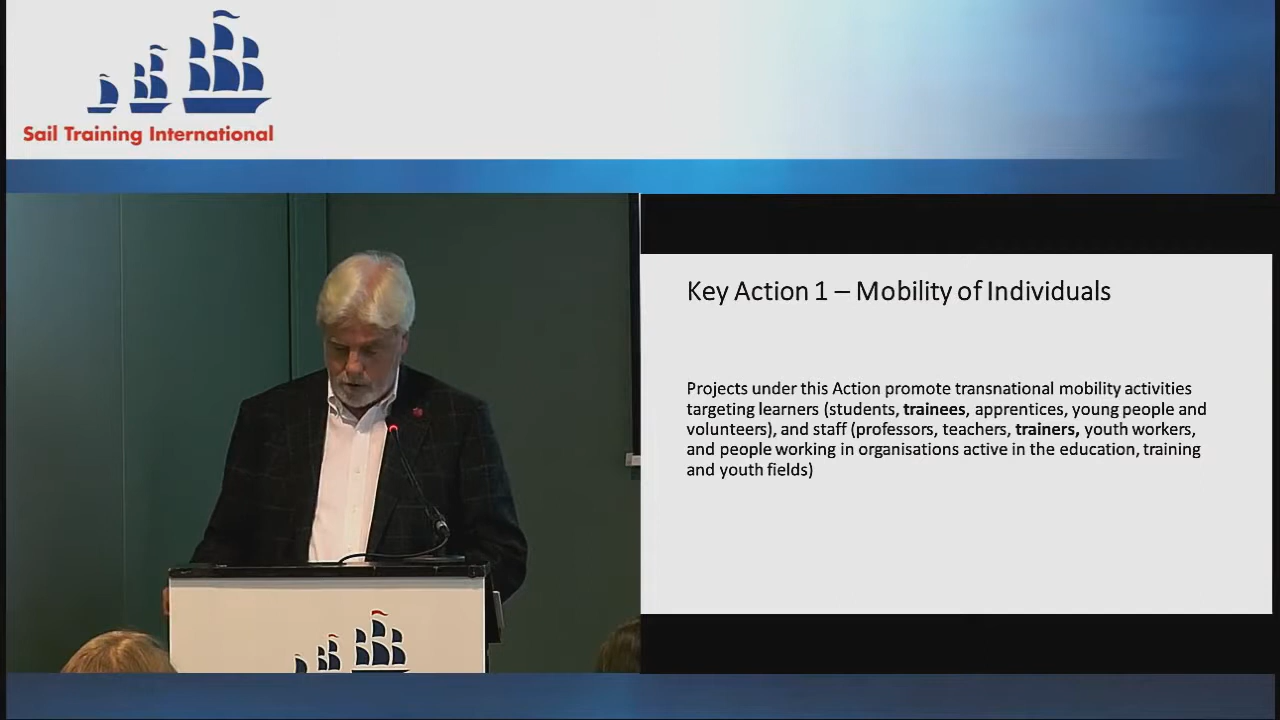 Sail Training International
Key Action 1 – Mobility of Individuals
Projects under this Action promote transnational mobility activities
targeting learners (students, trainees, apprentices, young people and
volunteers), and staff (professors, teachers, trainers, youth workers,
and people working in organisations active in the education, training
and youth fields)